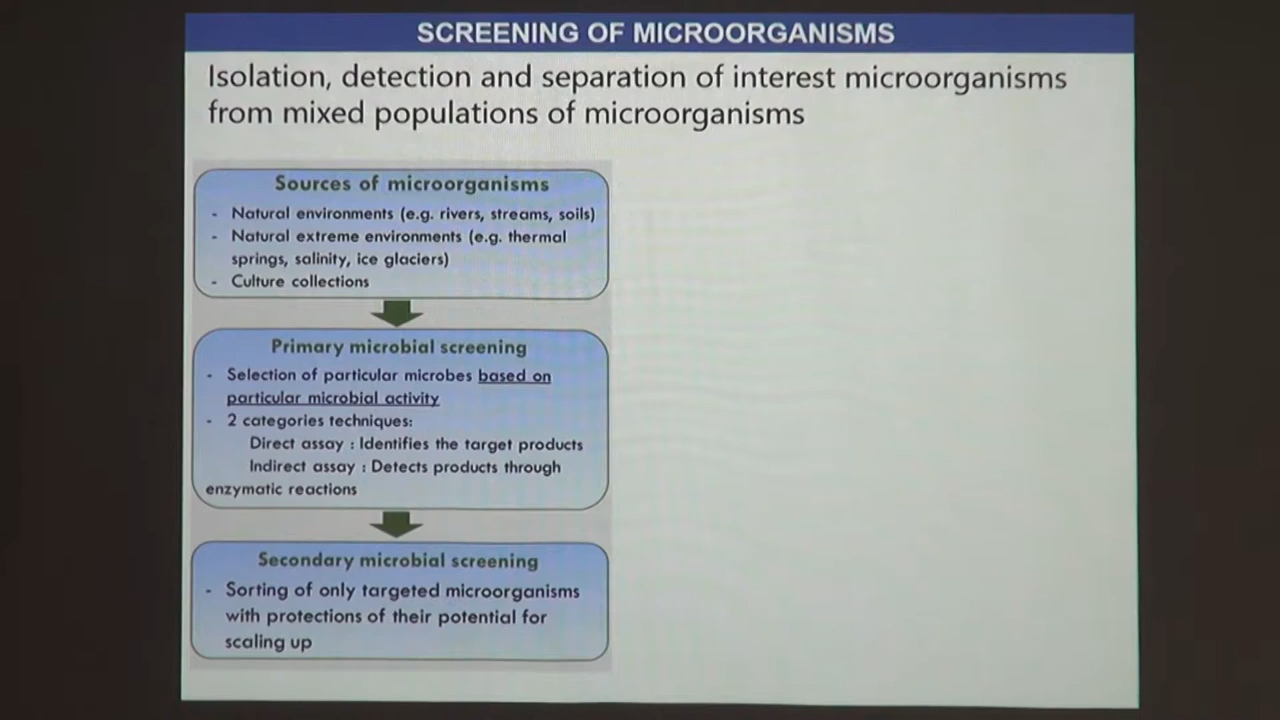 SCREENING OF MICROORGANISMS
Isolation, detection and separation of interest microorganisms
from mixed populations of microorganisms
Sources of microorganisms
- Natural environments (e.g. rivers, streams, soils)
- Natural extreme environments (e.g. thermal
springs, salinity, ice glaciers)
- Culture collections
Primary microbial screening
- Selection of particular microbes based on
particular microbial activity
- 2 categories techniques:
Direct assay : Identifies the target products
Indirect assay : Detects products through
enzymatic reactions
Secondary microbial screening
- Sorting of only targeted microorganisms
with protections of their potential for
scaling up